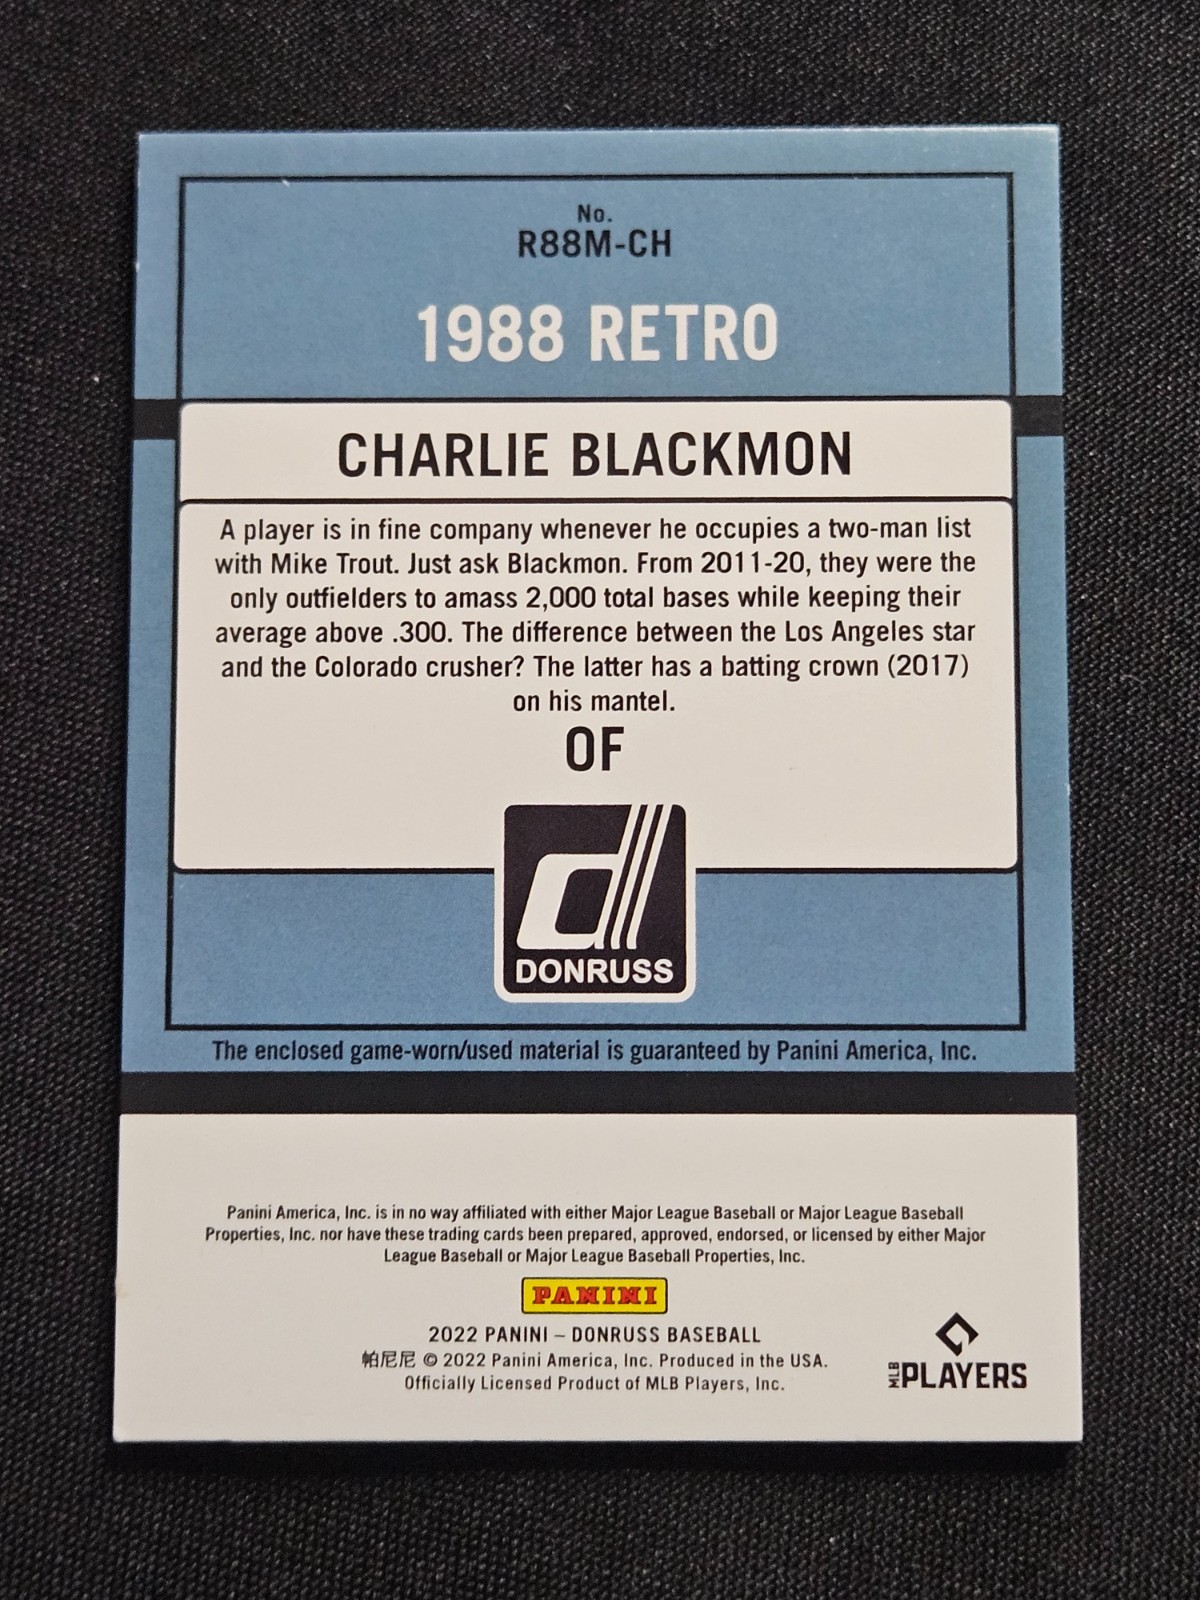 No.
R88M-CH
1988 RETRO
CHARLIE BLACKMON
A player is in fine company whenever he occupies a two-man list
with Mike Trout. Just ask Blackmon. From 2011-20, they were the
only outfielders to amass 2,000 total bases while keeping their
average above .300. The difference between the Los Angeles star
and the Colorado crusher? The latter has a batting crown (2017)
on his mantel.
OF
d
DONRUSS
The enclosed game-worn/used material is guaranteed by Panini America, Inc.
Panini America, Inc. is in no way affiliated with either Major League Baseball or Major League Baseball
Properties, Inc. nor have these trading cards been prepared, approved, endorsed, or licensed by either Major
League Baseball or Major League Baseball Properties, Inc.
PANINI
2022 PANINI – DONRUSS BASEBALL
帕尼尼 © 2022 Panini America, Inc. Produced in the USA.
Officially Licensed Product of MLB Players, Inc.
MLB PLAYERS